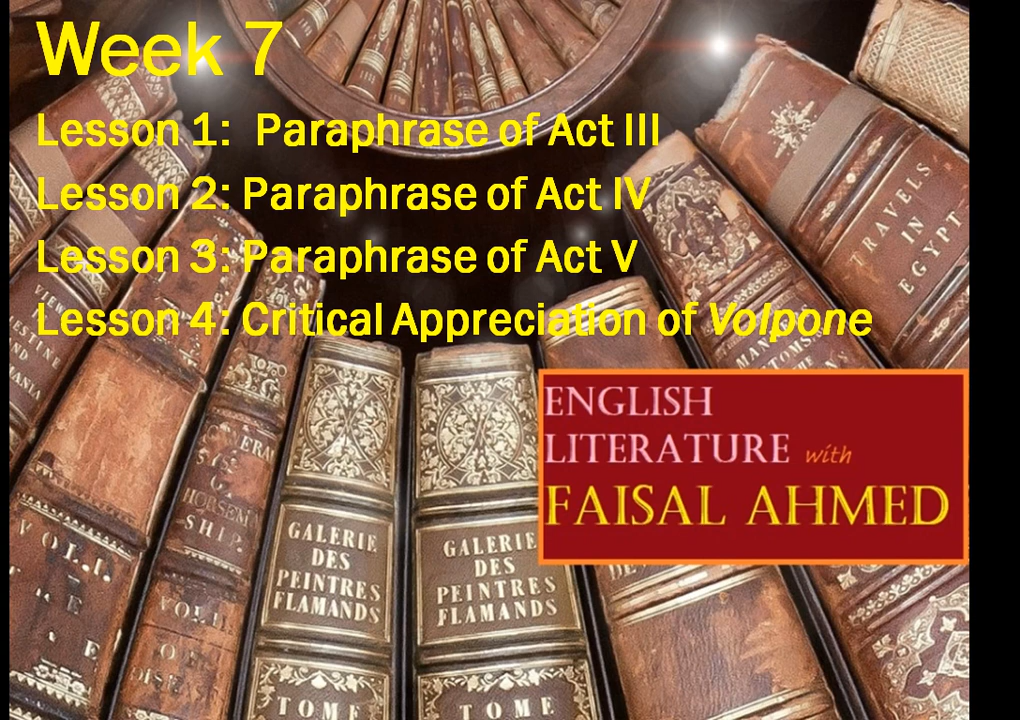 Week 7
Lesson 1: Paraphrase of Act III
Lesson 2: Paraphrase of Act IV
Lesson 3: Paraphrase of Act V
Lesson 4: Critical Appreciation of Volpone
ENGLISH
LITERATURE with
FAISAL AHMED
TRAVELS
IN
EGYPT
GALERIE
DES
PEINTRES
FLAMANDS
TOME
GALERIE
DES
PEINTRES
FLAMANDS
TOME